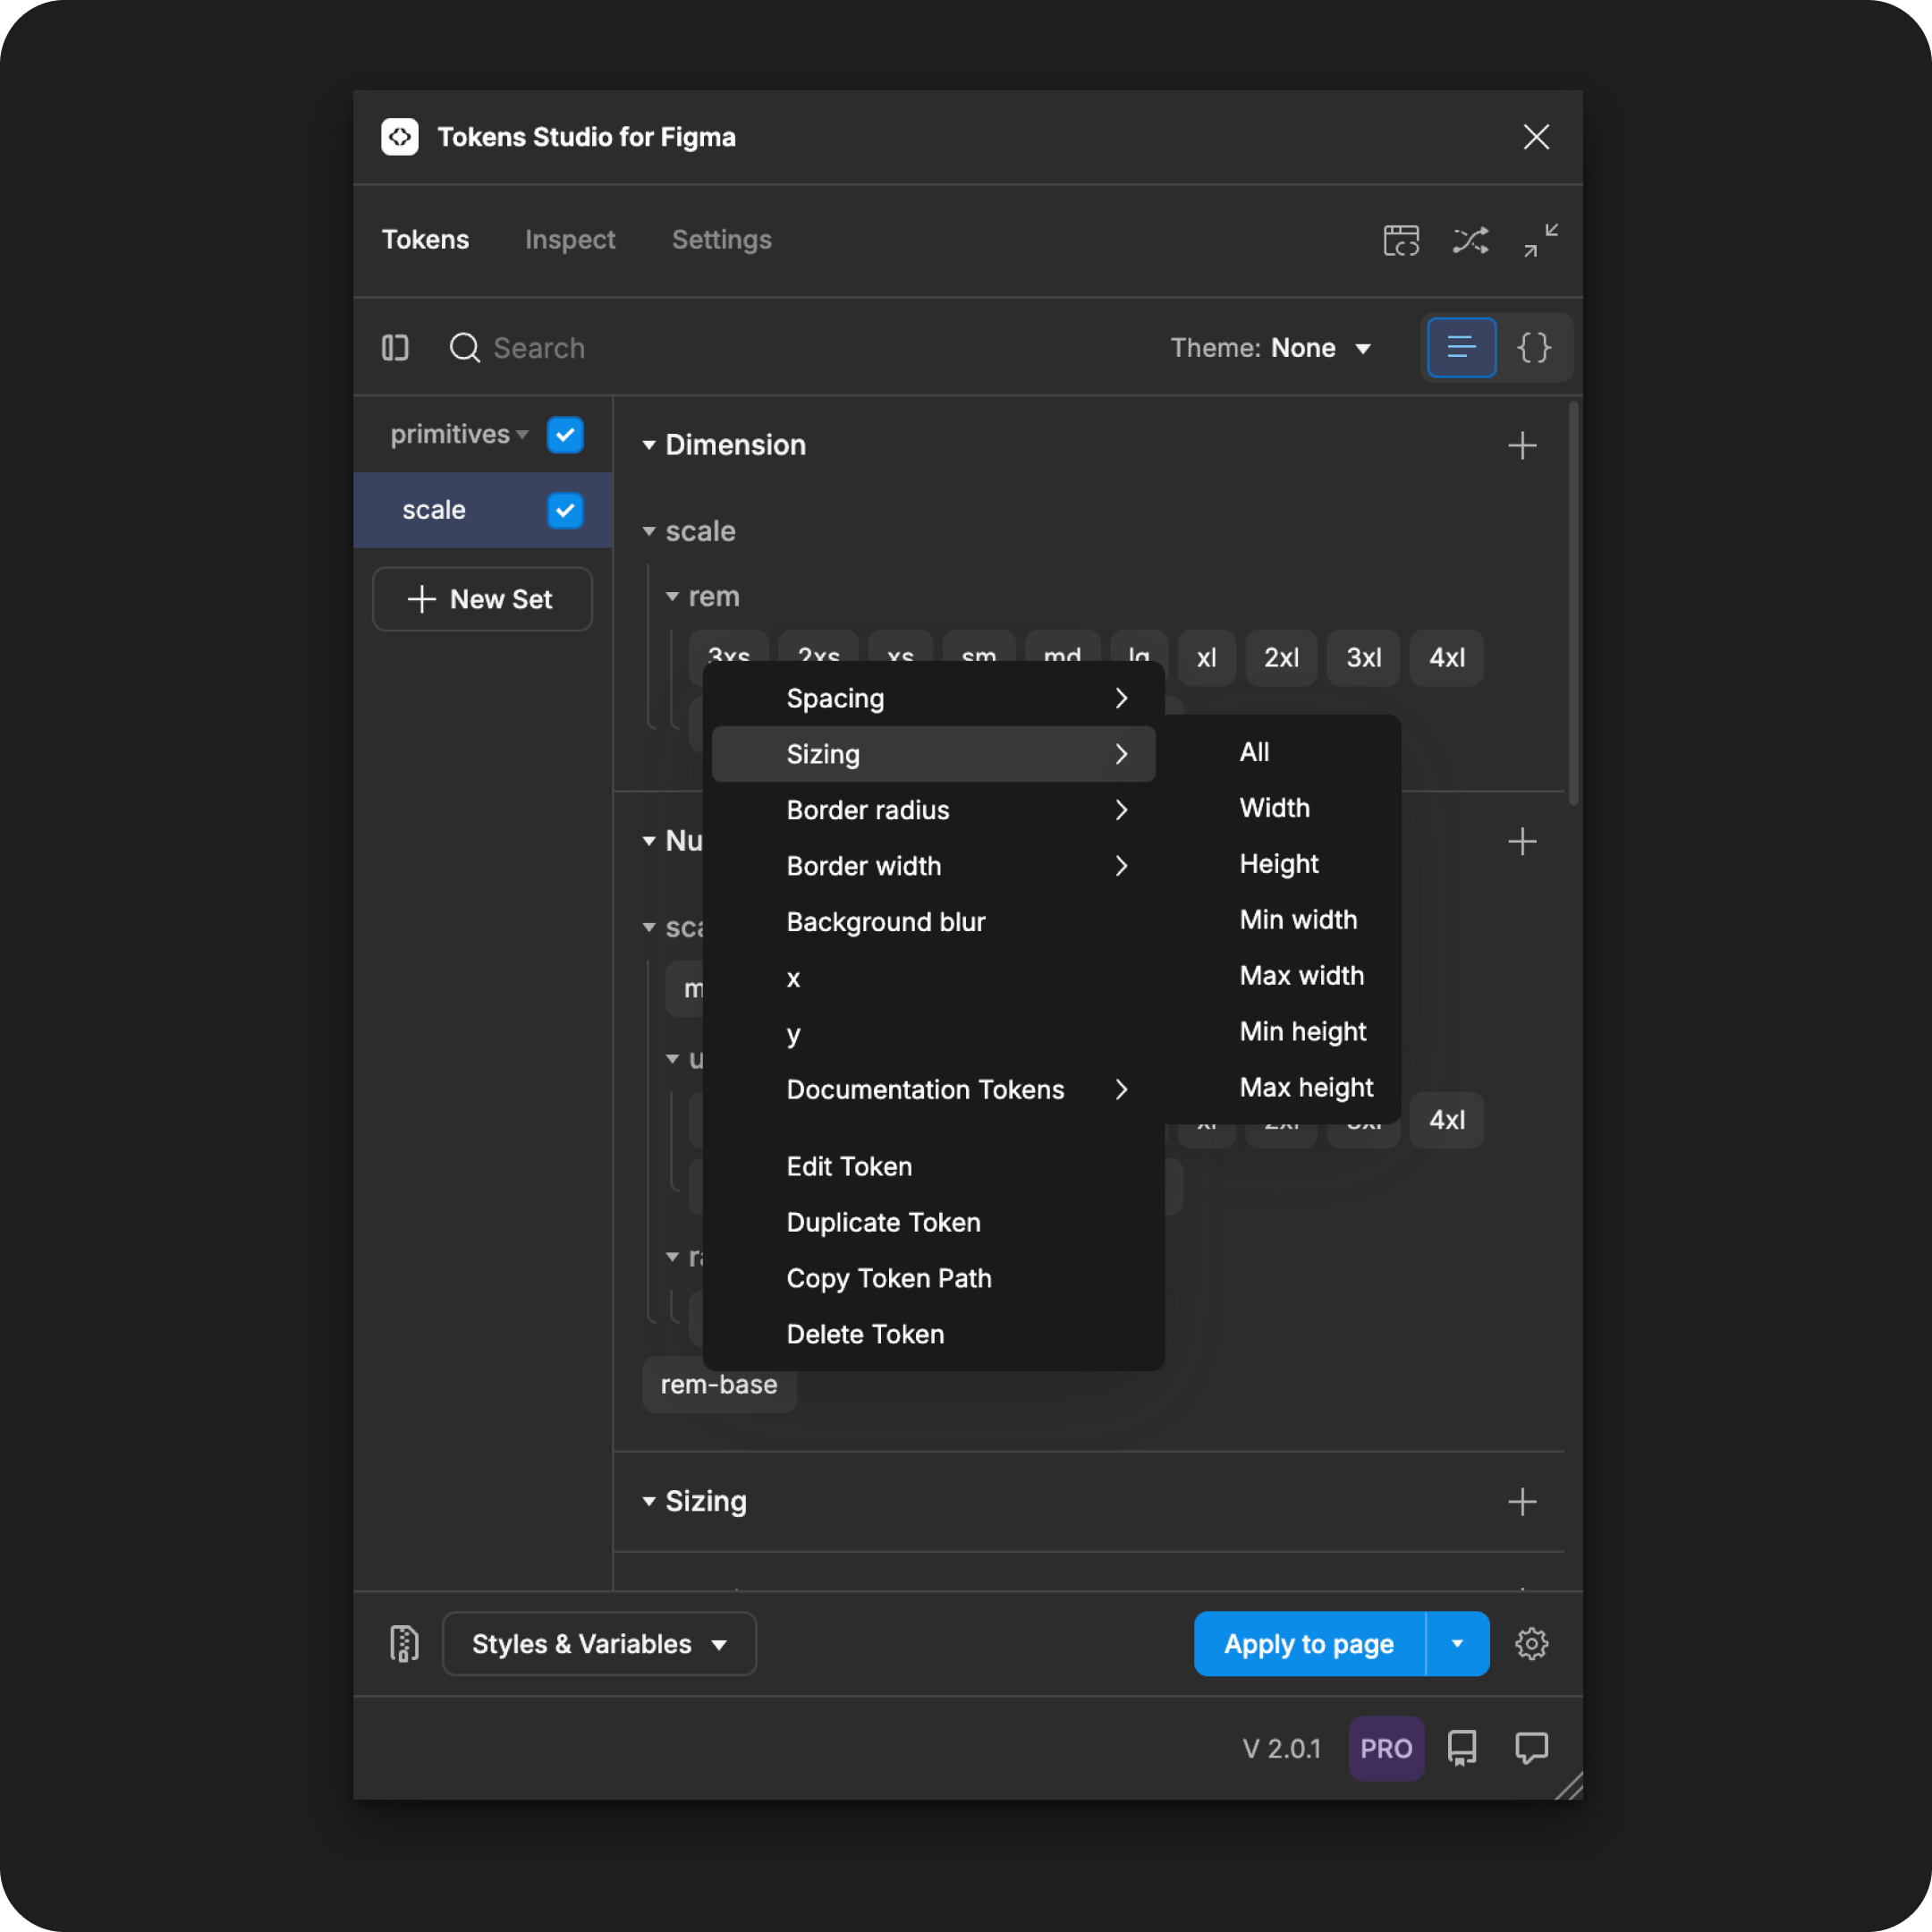 Tokens Studio for Figma
Tokens Inspect Settings
Search Theme: None
primitives
scale
New Set
Dimension
scale
rem
3xs 2xs xs sm md lg xl 2xl 3xl 4xl
Spacing
Sizing
Border radius
Border width
Background blur
x
y
Documentation Tokens
Edit Token
Duplicate Token
Copy Token Path
Delete Token
All
Width
Height
Min width
Max width
Min height
Max height
xl 2xl 3xl 4xl
rem-base
Sizing
Styles & Variables Apply to page
V 2.0.1 PRO